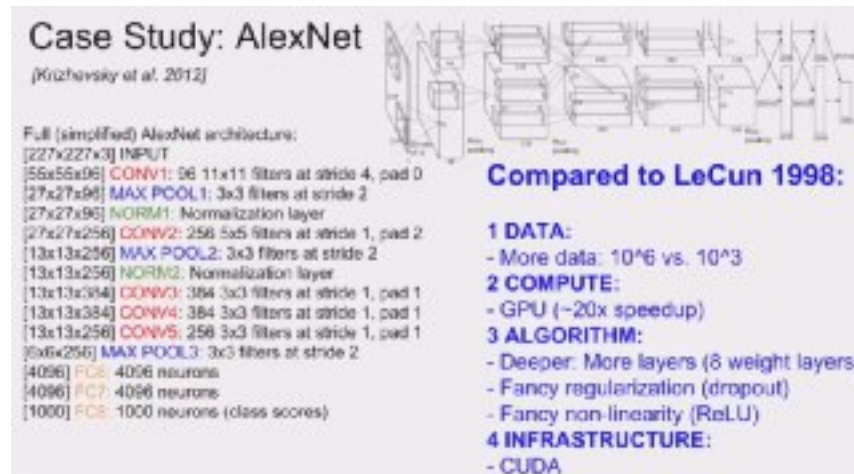 Case Study: AlexNet
[Krizhevsky et al. 2012]
Full (simplified) AlexNet architecture:
[227x227x3] INPUT
[55x55x96] CONV1: 96 11x11 filters at stride 4, pad 0
[27x27x96] MAX POOL1: 3x3 filters at stride 2
[27x27x96] NORM1: Normalization layer
[27x27x256] CONV2: 256 5x5 filters at stride 1, pad 2
[13x13x256] MAX POOL2: 3x3 filters at stride 2
[13x13x256] NORM2: Normalization layer
[13x13x384] CONV3: 384 3x3 filters at stride 1, pad 1
[13x13x384] CONV4: 384 3x3 filters at stride 1, pad 1
[13x13x256] CONV5: 256 3x3 filters at stride 1, pad 1
[6x6x256] MAX POOL3: 3x3 filters at stride 2
[4096] FC6: 4096 neurons
[4096] FC7: 4096 neurons
[1000] FC8: 1000 neurons (class scores)
Compared to LeCun 1998:
1 DATA:
- More data: 10^6 vs. 10^3
2 COMPUTE:
- GPU (~20x speedup)
3 ALGORITHM:
- Deeper: More layers (8 weight layers
- Fancy regularization (dropout)
- Fancy non-linearity (ReLU)
4 INFRASTRUCTURE:
- CUDA